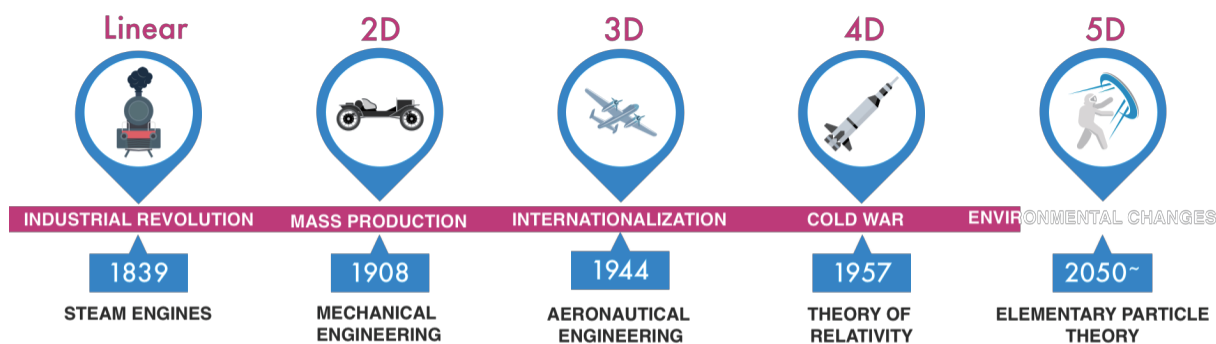 Linear 2D 3D 4D 5D
INDUSTRIAL REVOLUTION MASS PRODUCTION INTERNATIONALIZATION COLD WAR ENVIRONMENTAL CHANGES
1839 1908 1944 1957 2050~
STEAM ENGINES MECHANICAL AERONAUTICAL THEORY OF ELEMENTARY PARTICLE
ENGINEERING ENGINEERING RELATIVITY THEORY